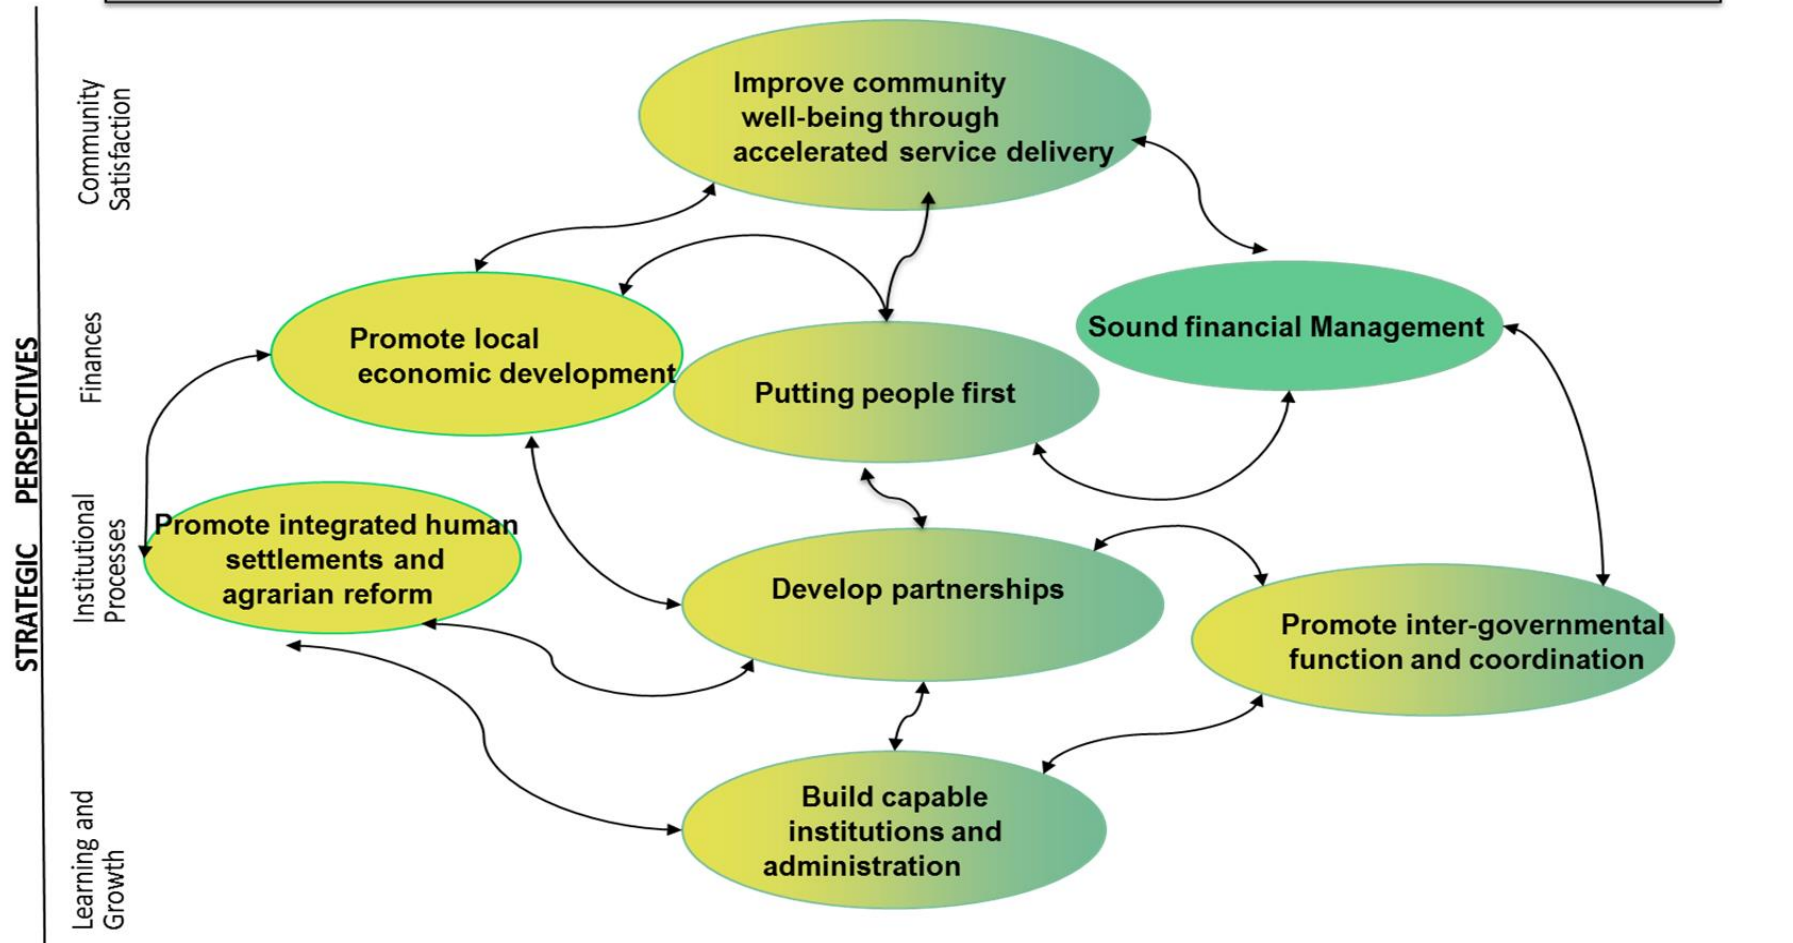 STRATEGIC PERSPECTIVES
Community
Satisfaction
Improve community
well-being through
accelerated service delivery
Finances
Promote local
economic development
Putting people first
Sound financial Management
Institutional
Processes
Promote integrated human
settlements and
agrarian reform
Develop partnerships
Promote inter-governmental
function and coordination
Learning and
Growth
Build capable
institutions and
administration